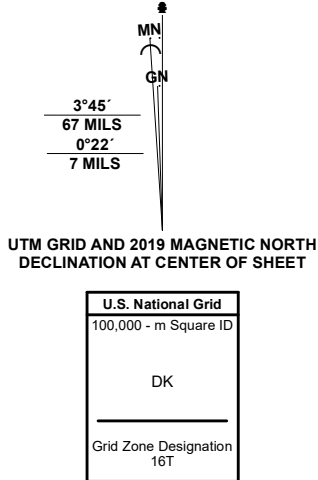 MN
GN
3°45´
67 MILS
0°22´
7 MILS
UTM GRID AND 2019 MAGNETIC NORTH
DECLINATION AT CENTER OF SHEET
U.S. National Grid
100,000 - m Square ID
DK
Grid Zone Designation
16T